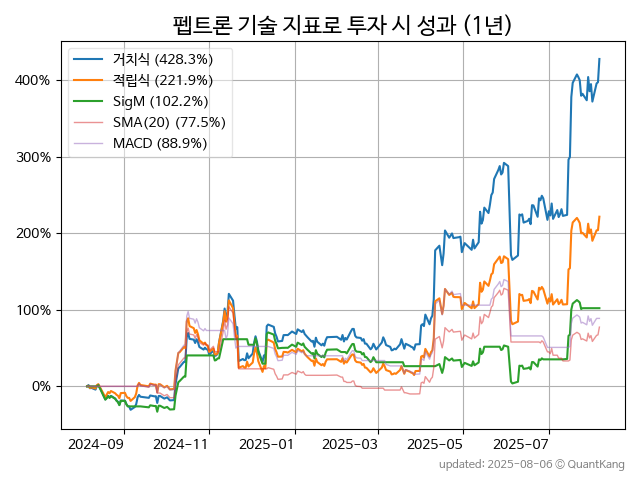 펩트론 기술 지표로 투자 시 성과 (1년)
거치식 (428.3%)
적립식 (221.9%)
SigM (102.2%)
SMA(20) (77.5%)
MACD (88.9%)
400%
300%
200%
100%
0%
2024-09 2024-11 2025-01 2025-03 2025-05 2025-07
updated: 2025-08-06 © QuantKang